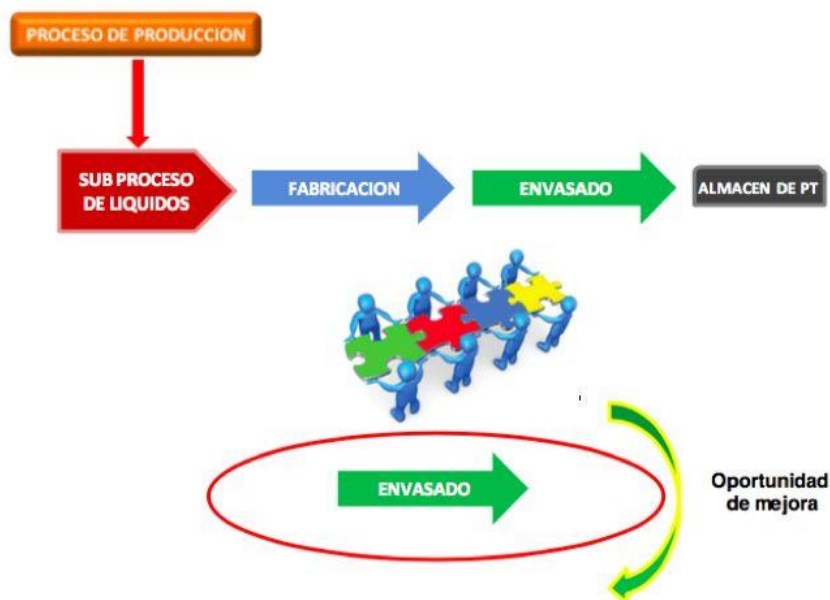 PROCESO DE PRODUCCION
SUB PROCESO
DE LIQUIDOS
FABRICACION
ENVASADO
ALMACEN DE PT
ENVASADO
Oportunidad
de mejora